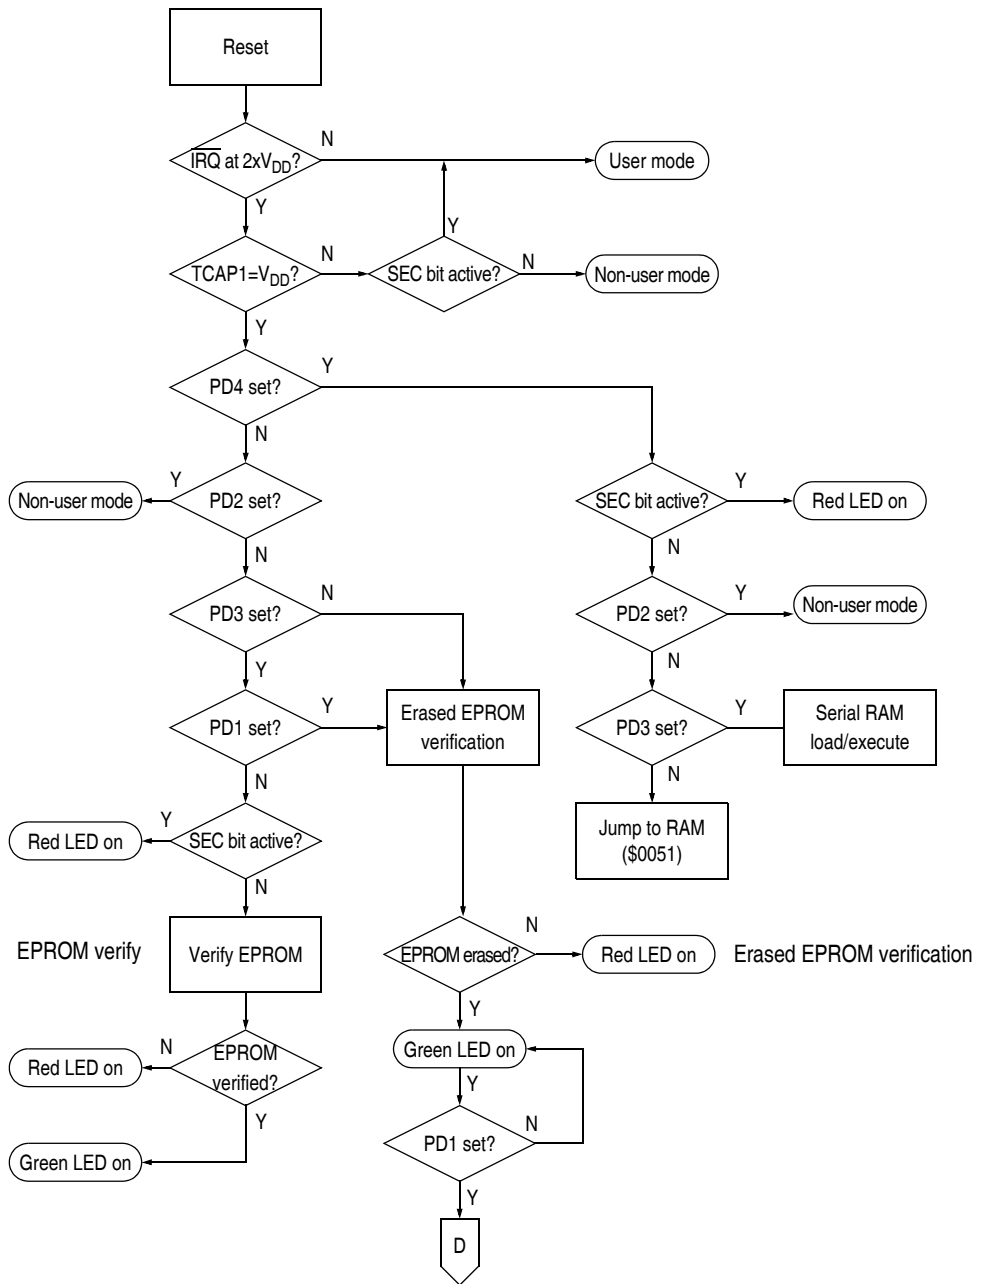 Reset
IRQ at 2xVDD?
N
User mode
Y
Y
TCAP1=VDD?
N
SEC bit active?
N
Non-user mode
Y
PD4 set?
Y
N
Non-user mode
Y
PD2 set?
SEC bit active?
Y
Red LED on
N
N
PD3 set?
N
PD2 set?
Y
Non-user mode
Y
N
PD1 set?
Y
Erased EPROM
verification
PD3 set?
Y
Serial RAM
load/execute
N
N
Red LED on
Y
SEC bit active?
Jump to RAM
($0051)
N
EPROM verify
Verify EPROM
EPROM erased?
N
Red LED on
Erased EPROM verification
Y
Green LED on
Red LED on
N
EPROM
verified?
Y
Y
PD1 set?
N
Green LED on
Y
D